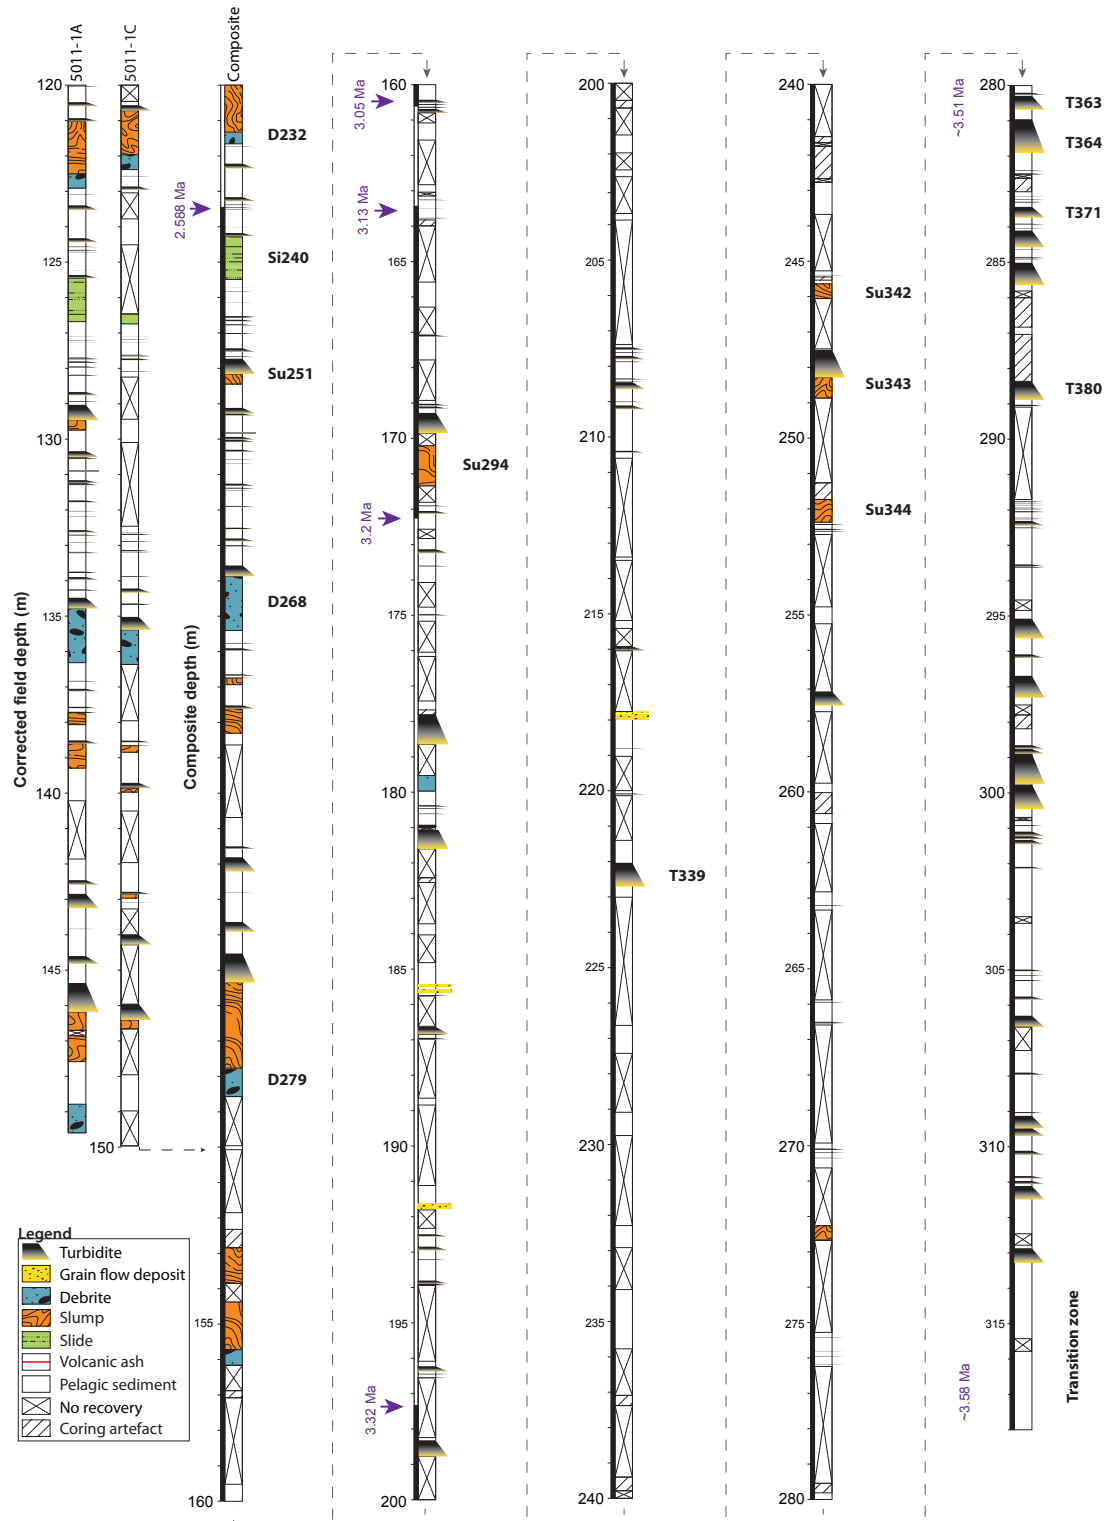 5011-1A
5011-1C
Composite
120
125
130
135
140
145
150
Corrected field depth (m)
Composite depth (m)
2.588 Ma
D232
Si240
Su251
D268
D279
155
160
160
165
170
175
180
185
190
195
200
3.05 Ma
3.13 Ma
3.2 Ma
3.32 Ma
Su294
200
205
210
215
220
225
230
235
240
T339
240
245
250
255
260
265
270
275
280
Su342
Su343
Su344
280
285
290
295
300
305
310
315
~3.51 Ma
~3.58 Ma
T363
T364
T371
T380
Transition zone
Legend
Turbidite
Grain flow deposit
Debrite
Slump
Slide
Volcanic ash
Pelagic sediment
No recovery
Coring artefact